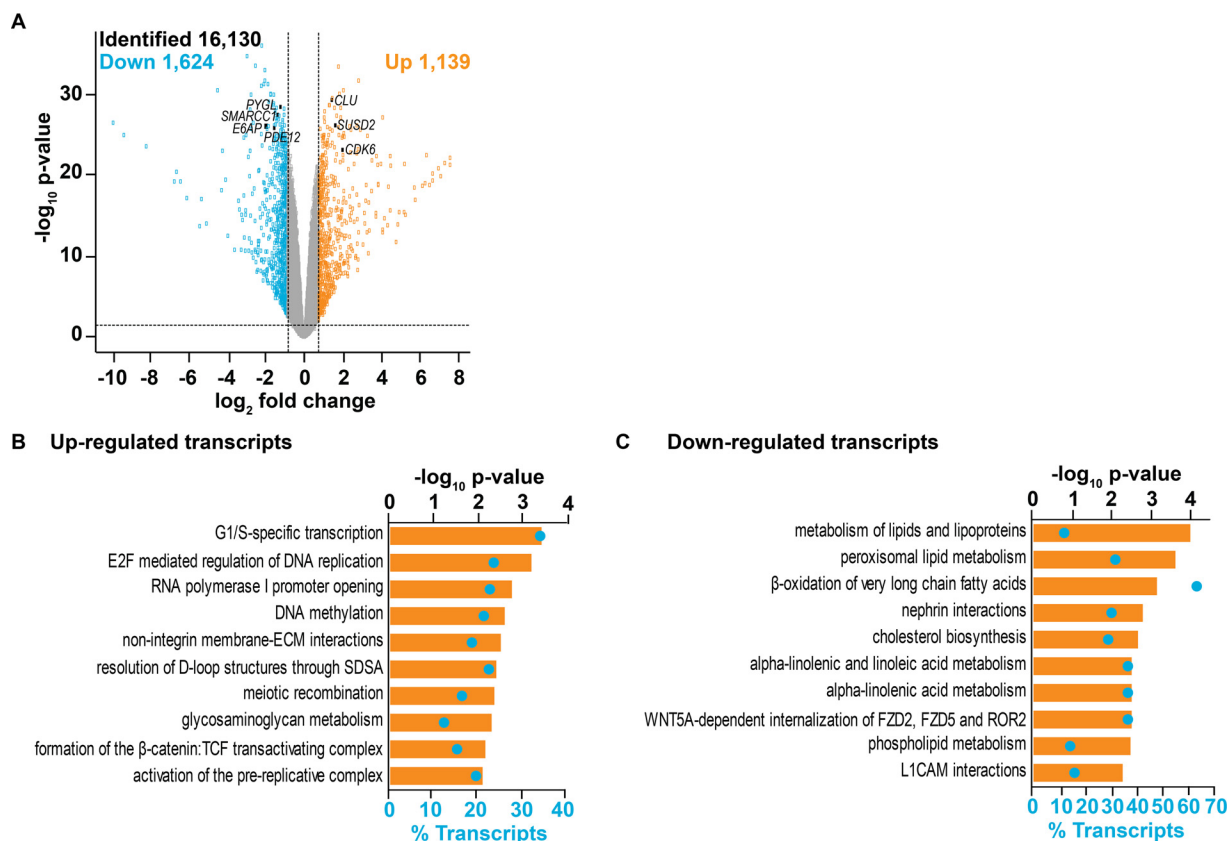 A
Identified 16,130
Down 1,624
Up 1,139
PYGL
SMARCC1
E6AP
PDE12
CLU
SUSD2
CDK6
30
20
10
0
-log10 p-value
-10 -8 -6 -4 -2 0 2 4 6 8
log2 fold change
B Up-regulated transcripts
-log10 p-value
0 1 2 3 4
G1/S-specific transcription
E2F mediated regulation of DNA replication
RNA polymerase I promoter opening
DNA methylation
non-integrin membrane-ECM interactions
resolution of D-loop structures through SDSA
meiotic recombination
glycosaminoglycan metabolism
formation of the β-catenin:TCF transactivating complex
activation of the pre-replicative complex
0 10 20 30 40
% Transcripts
C Down-regulated transcripts
-log10 p-value
0 1 2 3 4
metabolism of lipids and lipoproteins
peroxisomal lipid metabolism
β-oxidation of very long chain fatty acids
nephrin interactions
cholesterol biosynthesis
alpha-linolenic and linoleic acid metabolism
alpha-linolenic acid metabolism
WNT5A-dependent internalization of FZD2, FZD5 and ROR2
phospholipid metabolism
L1CAM interactions
0 10 20 30 40 50 60 70
% Transcripts